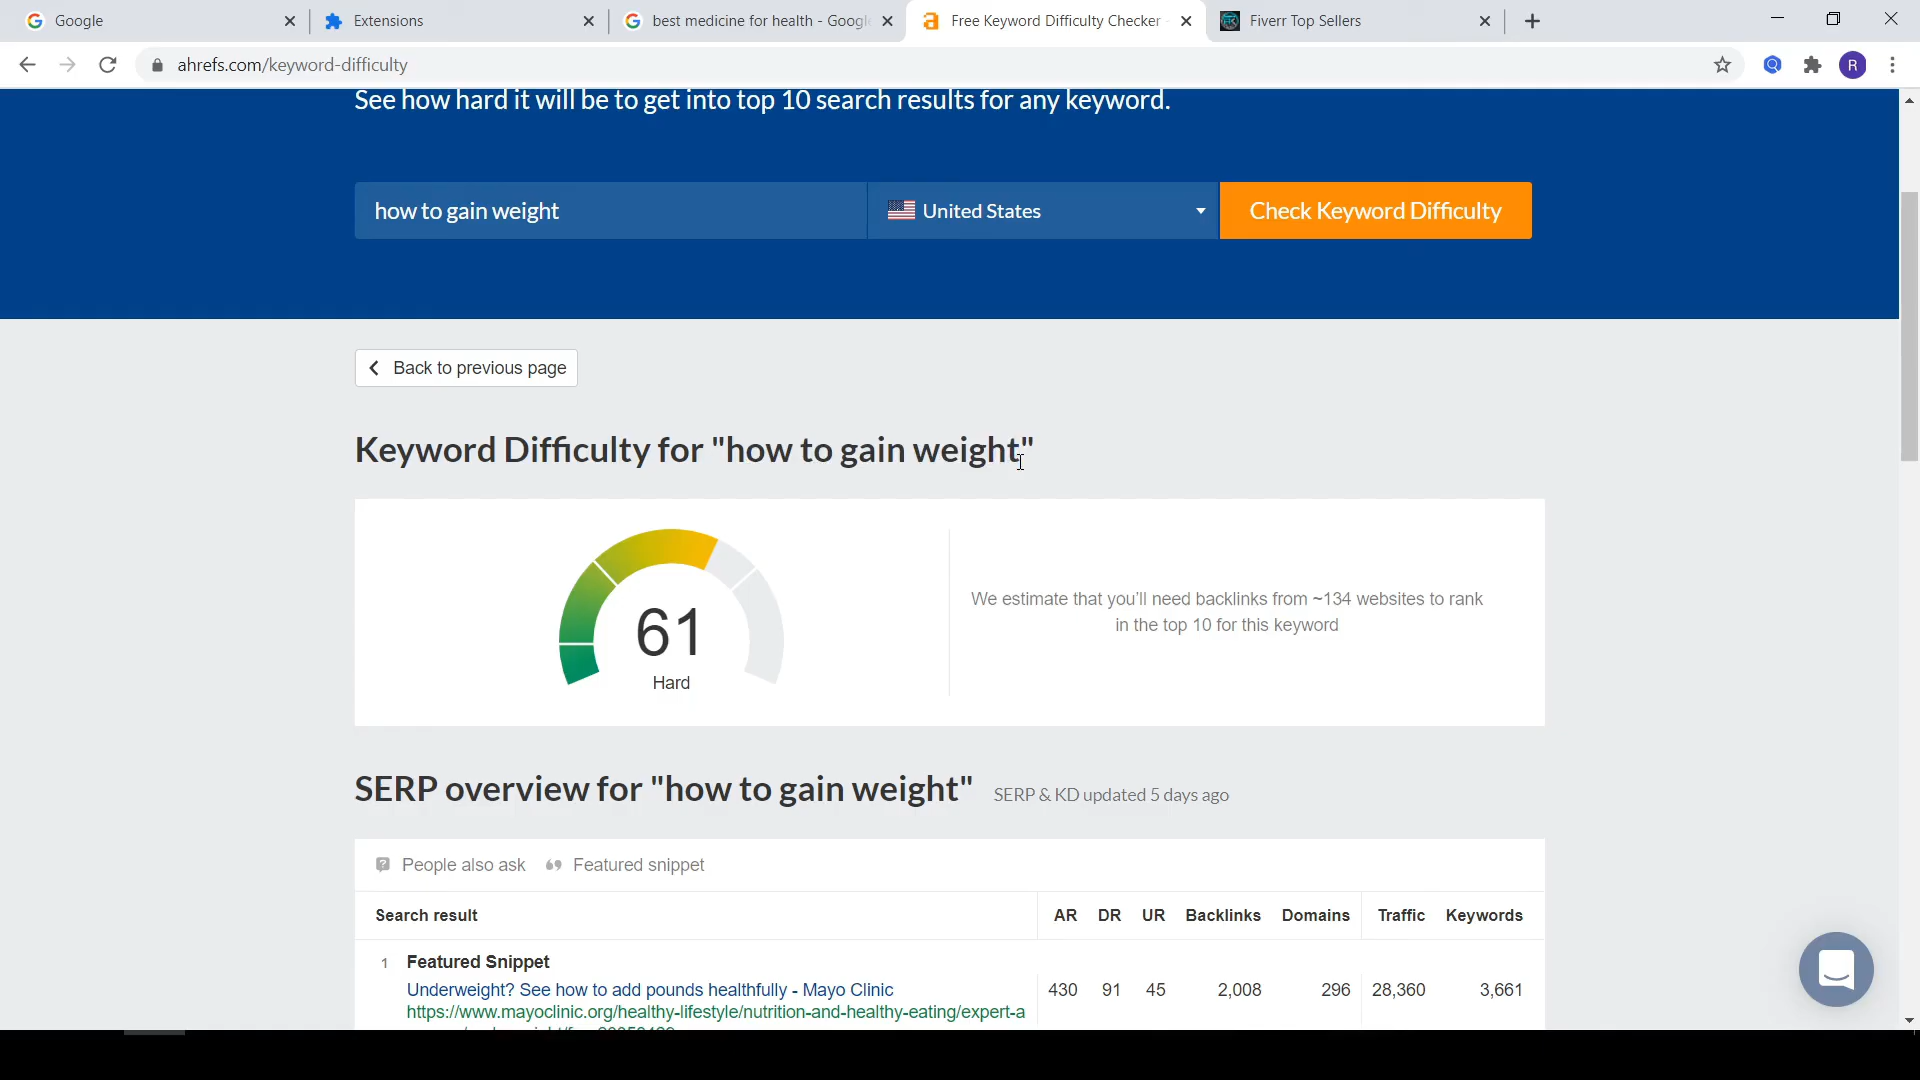 Google
Extensions
best medicine for health - Googl
Free Keyword Difficulty Checker
Fiverr Top Sellers
ahrefs.com/keyword-difficulty
R
See how hard it will be to get into top 10 search results for any keyword.
how to gain weight
United States
Check Keyword Difficulty
Back to previous page
Keyword Difficulty for "how to gain weight"
61
Hard
We estimate that you'll need backlinks from ~134 websites to rank
in the top 10 for this keyword
SERP overview for "how to gain weight" SERP & KD updated 5 days ago
People also ask Featured snippet
Search result AR DR UR Backlinks Domains Traffic Keywords
1 Featured Snippet
Underweight? See how to add pounds healthfully - Mayo Clinic 430 91 45 2,008 296 28,360 3,661
https://www.mayoclinic.org/healthy-lifestyle/nutrition-and-healthy-eating/expert-a